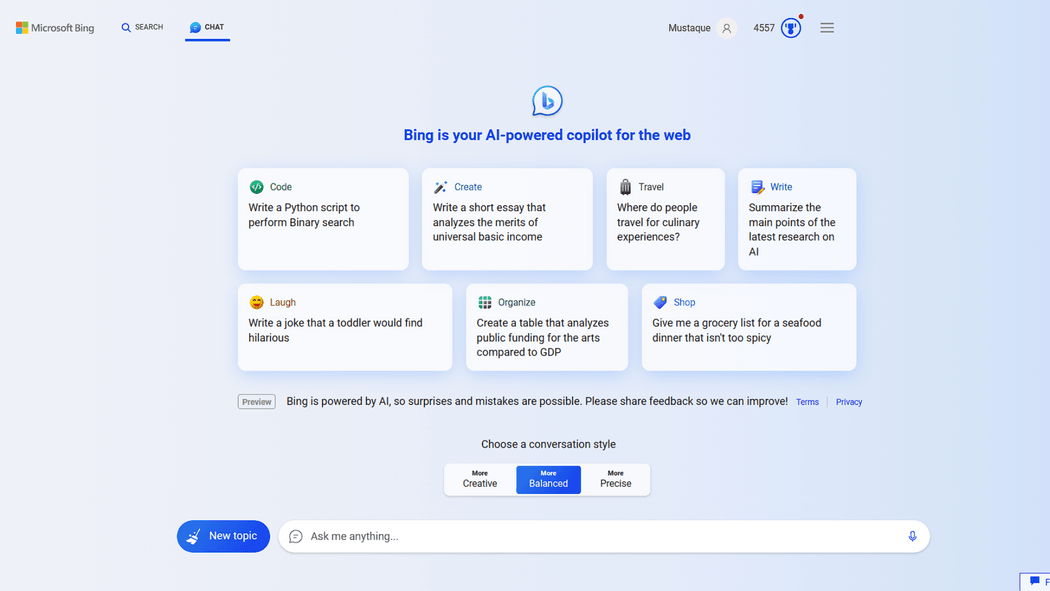 Microsoft Bing
SEARCH
CHAT
Mustaque
4557
Bing is your AI-powered copilot for the web
Code
Write a Python script to
perform Binary search
Create
Write a short essay that
analyzes the merits of
universal basic income
Travel
Where do people
travel for culinary
experiences?
Write
Summarize the
main points of the
latest research on
AI
Laugh
Write a joke that a toddler would find
hilarious
Organize
Create a table that analyzes
public funding for the arts
compared to GDP
Shop
Give me a grocery list for a seafood
dinner that isn't too spicy
Preview
Bing is powered by AI, so surprises and mistakes are possible. Please share feedback so we can improve!
Terms
Privacy
Choose a conversation style
More
Creative
More
Balanced
More
Precise
New topic
Ask me anything...
F